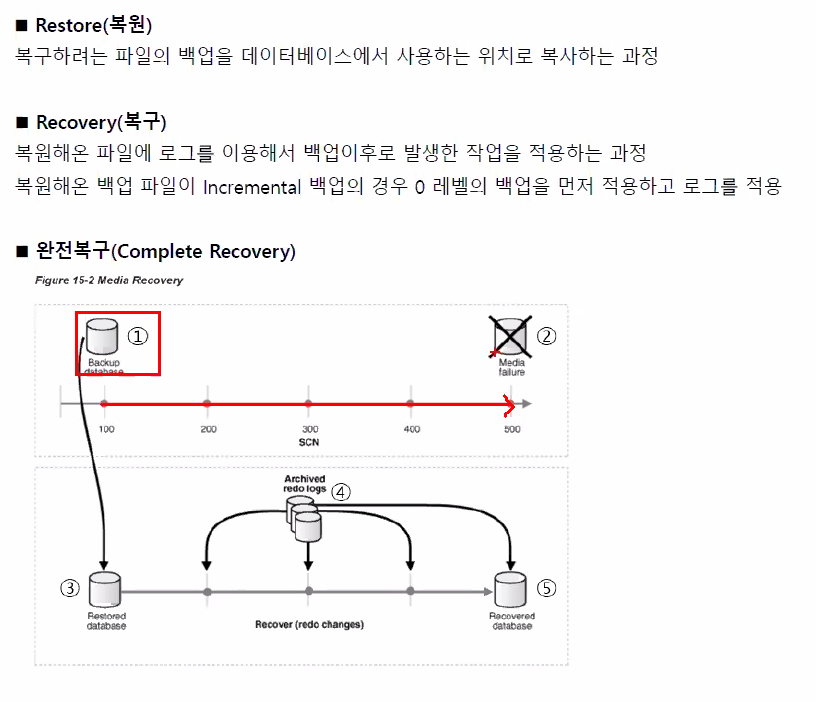 ■ Restore(복원)
복구하려는 파일의 백업을 데이터베이스에서 사용하는 위치로 복사하는 과정
■ Recovery(복구)
복원해온 파일에 로그를 이용해서 백업이후로 발생한 작업을 적용하는 과정
복원해온 백업 파일이 Incremental 백업의 경우 0 레벨의 백업을 먼저 적용하고 로그를 적용
■ 완전복구(Complete Recovery)
Figure 15-2 Media Recovery
①
②
Backup
database
Media
failure
100 200 300 400 500
SCN
Archived
redo logs
④
③
⑤
Restored
database
Recover (redo changes)
Recovered
database